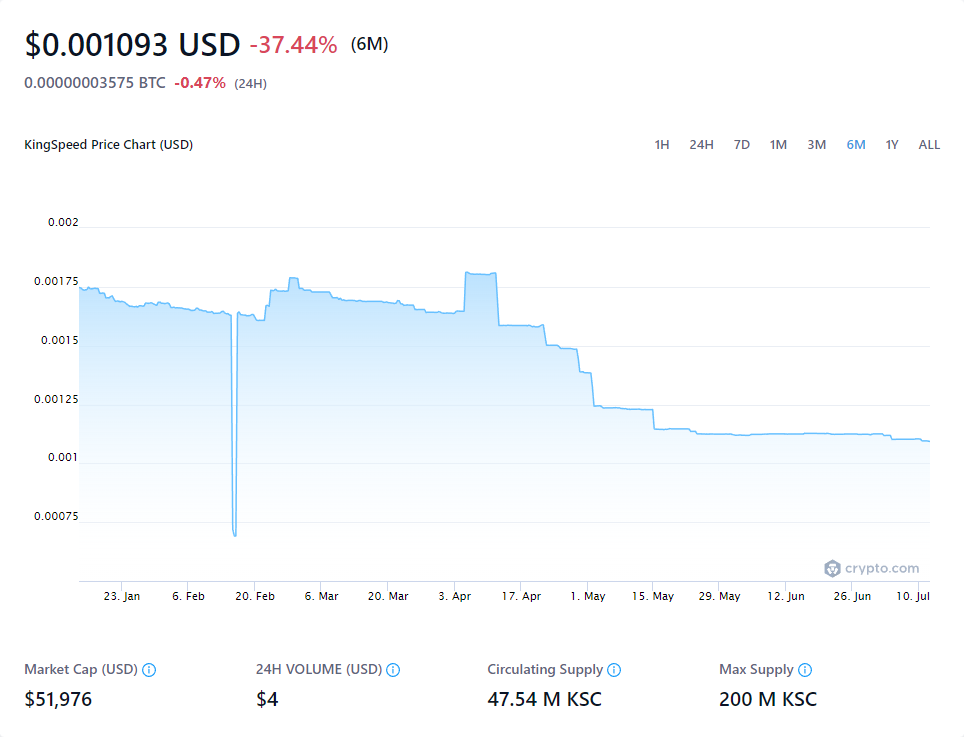 $0.001093 USD -37.44% (6M)
0.00000003575 BTC -0.47% (24H)
KingSpeed Price Chart (USD) 1H 24H 7D 1M 3M 6M 1Y ALL
0.002
0.00175
0.0015
0.00125
0.001
0.00075
crypto.com
23. Jan 6. Feb 20. Feb 6. Mar 20. Mar 3. Apr 17. Apr 1. May 15. May 29. May 12. Jun 26. Jun 10. Jul
Market Cap (USD) 24H VOLUME (USD) Circulating Supply Max Supply
$51,976 $4 47.54 M KSC 200 M KSC